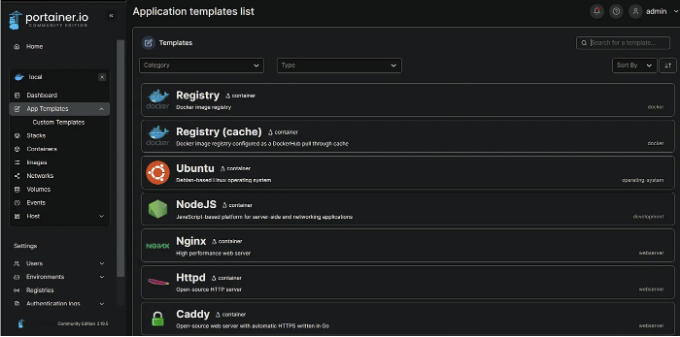 portainer.io
COMMUNITY EDITION
Home
local
Dashboard
App Templates
Custom Templates
Stacks
Containers
Images
Networks
Volumes
Events
Host
Settings
Users
Environments
Registries
Authentication logs
Community Edition 2.19.5
Application templates list
admin
Templates
Search for a template...
Category
Type
Sort By
Registry container
Docker image registry
docker
docker
Registry (cache) container
Docker image registry configured as a DockerHub pull through cache
docker
docker
Ubuntu container
Debian-based Linux operating system
operating-system
NodeJS container
JavaScript-based platform for server-side and networking applications
development
NGINX
Nginx container
High performance web server
webserver
Httpd container
Open-source HTTP server
webserver
Caddy container
Open-source web server with automatic HTTPS written in Go
webserver